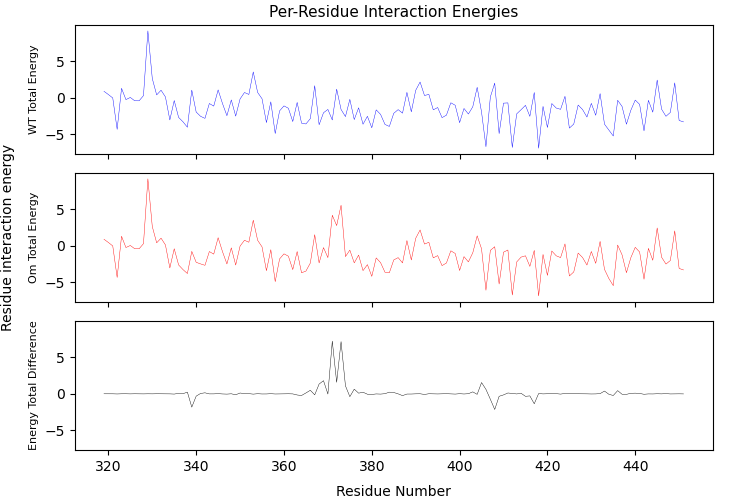 Per-Residue Interaction Energies
Residue interaction energy
WT Total Energy
5
0
−5
Om Total Energy
5
0
−5
Energy Total Difference
5
0
−5
320 340 360 380 400 420 440
Residue Number